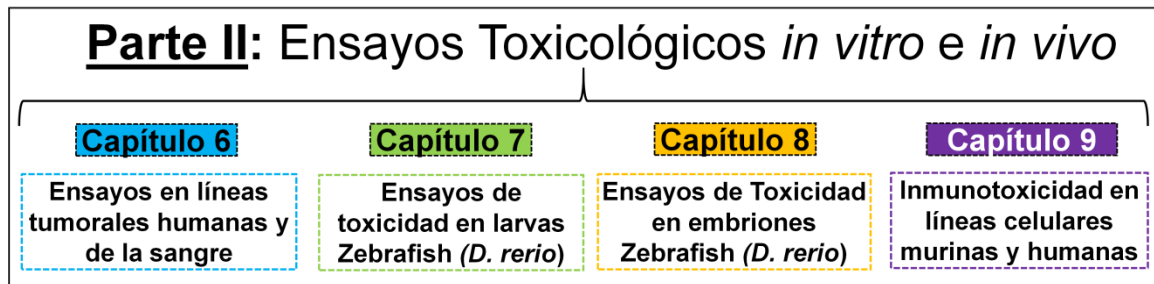 Parte II: Ensayos Toxicológicos in vitro e in vivo
Capítulo 6
Ensayos en líneas
tumorales humanas y
de la sangre
Capítulo 7
Ensayos de
toxicidad en larvas
Zebrafish (D. rerio)
Capítulo 8
Ensayos de Toxicidad
en embriones
Zebrafish (D. rerio)
Capítulo 9
Inmunotoxicidad en
líneas celulares
murinas y humanas